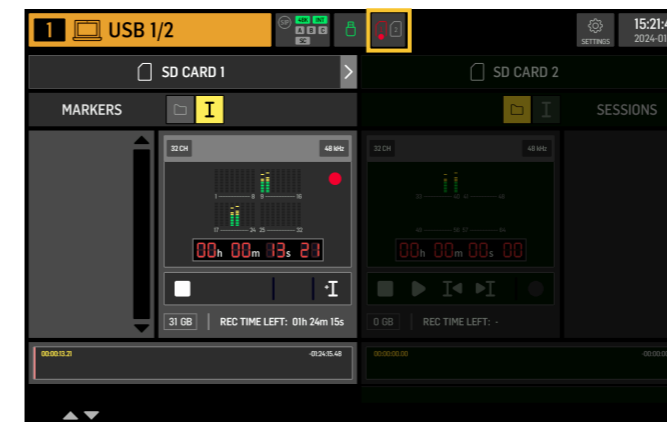 1 USB 1/2
SRF 48K INT
A B C
SC
2
SETTINGS
15:21:4
2024-01
SD CARD 1 >
SD CARD 2
MARKERS
SESSIONS
32 CH 48 kHz
1 8 9 16
17 24 25 32
00h 00m 13s 21
31 GB REC TIME LEFT: 01h 24m 15s
32 CH 48 kHz
00h 00m 00s 00
0 GB REC TIME LEFT: -
00:00:13.21 -01:24:15.48
00:00:00.00 -00:00:0